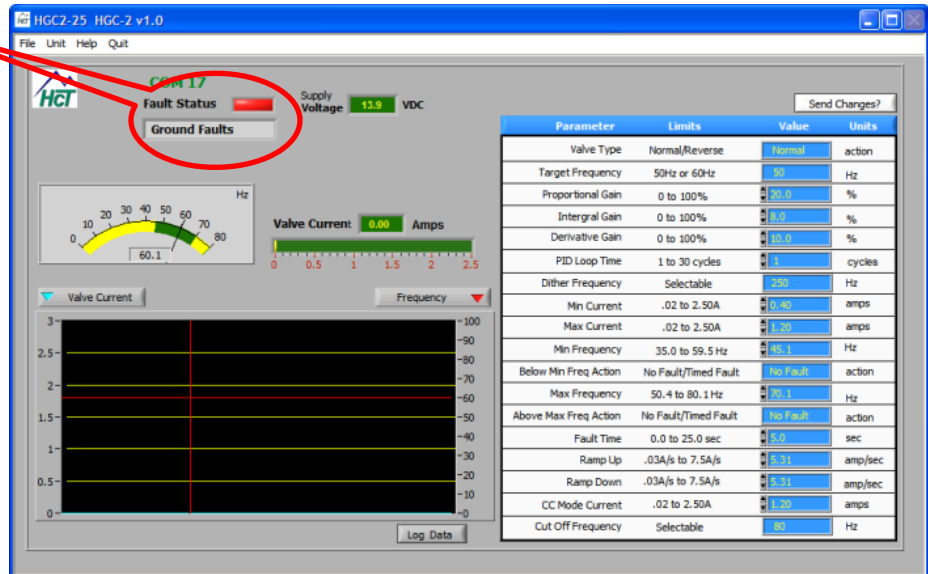 HGC2-25 HGC-2 v1.0
File Unit Help Quit
HCT
COM 17
Fault Status
Ground Faults
Supply
Voltage 13.9 VDC
Send Changes?
Parameter Limits Value Units
Valve Type Normal/Reverse Normal action
Target Frequency 50Hz or 60Hz 50 Hz
Proportional Gain 0 to 100% 20.0 %
Intergral Gain 0 to 100% 8.0 %
Derivative Gain 0 to 100% 10.0 %
PID Loop Time 1 to 30 cycles 1 cycles
Dither Frequency Selectable 250 Hz
Min Current .02 to 2.50A 0.40 amps
Max Current .02 to 2.50A 1.20 amps
Min Frequency 35.0 to 59.5 Hz 45.1 Hz
Below Min Freq Action No Fault/Timed Fault No Fault action
Max Frequency 50.4 to 80.1 Hz 70.1 Hz
Above Max Freq Action No Fault/Timed Fault No Fault action
Fault Time 0.0 to 25.0 sec 5.0 sec
Ramp Up .03A/s to 7.5A/s 5.31 amp/sec
Ramp Down .03A/s to 7.5A/s 5.31 amp/sec
CC Mode Current .02 to 2.50A 1.20 amps
Cut Off Frequency Selectable 80 Hz
Hz
0 10 20 30 40 50 60 70 80
60.1
Valve Current 0.00 Amps
0 0.5 1 1.5 2 2.5
Valve Current
Frequency
3
2.5
2
1.5
1
0.5
0
100
90
80
70
60
50
40
30
20
10
0
Log Data